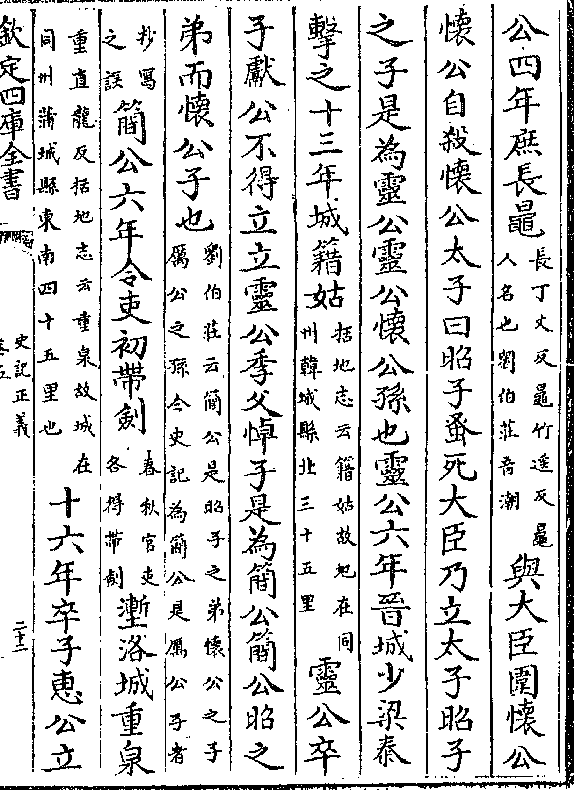 公四年庶長鼂長丁丈反鼂竹遥反鼂人名也劉伯莊音潮與大臣圍懷公
懷公自殺懷公太子曰昭子蚤死大臣乃立太子昭子
之子是為靈公靈公懷公孫也靈公六年晉城少梁秦
擊之十三年城籍姑括地志云籍姑故地在同州韓城縣北三十五里靈公卒
子獻公不得立立靈公季父悼子是為簡公簡公昭之
弟而懷公子也劉伯莊云簡公是昭子之弟懷公之子厲公之孫今史記為簡公是厲公子者
抄寫之誤簡公六年令吏初帶劍春秋官吏各得帶劍塹洛城重泉
重直龍反括地志云重泉故城在同州蒲城縣東南四十五里也十六年卒子惠公立
欽定四庫全書
史記正義
卷五
二十二